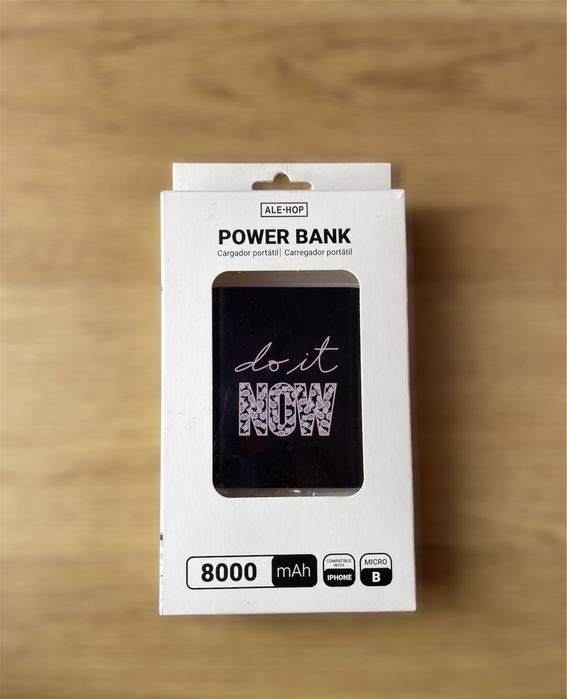 ALE-HOP
POWER BANK
Cargador portátil | Carregador portátil
do it
NOW
8000 mAh
COMPATIBLE
WITH
IPHONE
MICRO
B